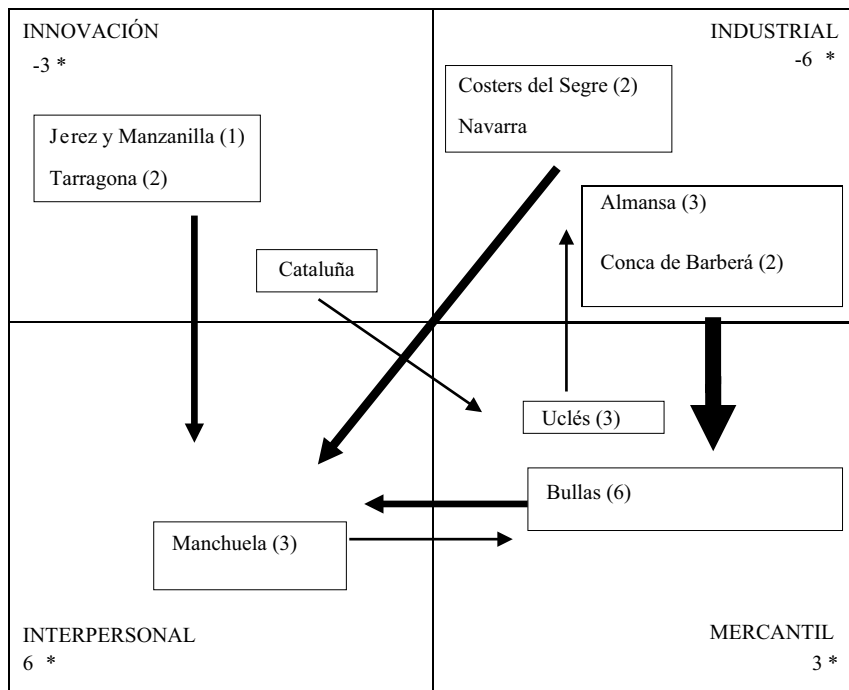 INNOVACIÓN
-3 *
INDUSTRIAL
-6 *
Costers del Segre (2)
Navarra
Jerez y Manzanilla (1)
Tarragona (2)
Almansa (3)
Conca de Barberá (2)
Cataluña
Uclés (3)
Bullas (6)
Manchuela (3)
INTERPERSONAL
6 *
MERCANTIL
3 *